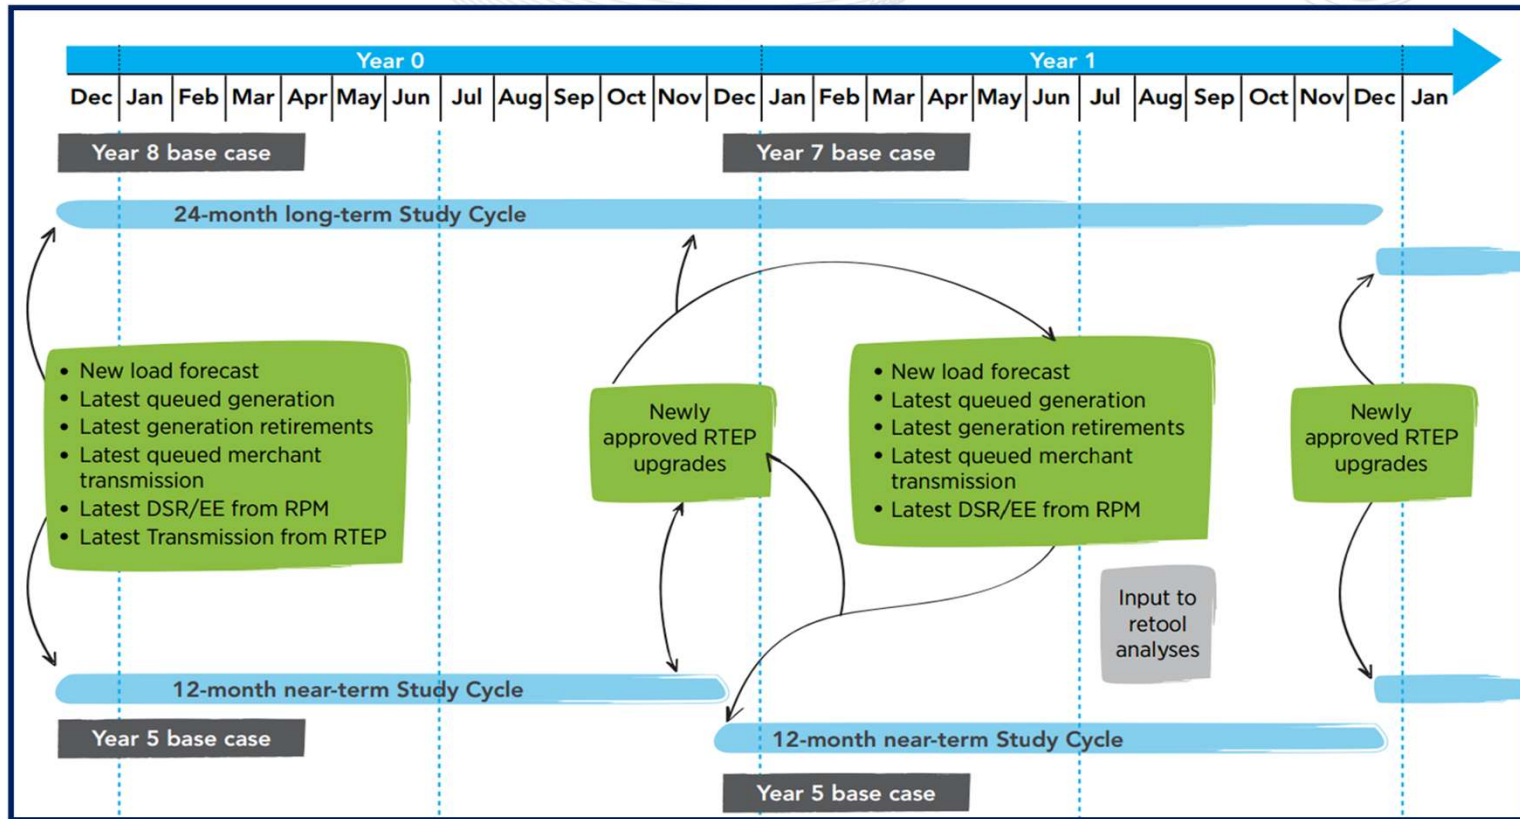 Year 0
Year 1
Dec Jan Feb Mar Apr May Jun Jul Aug Sep Oct Nov Dec Jan Feb Mar Apr May Jun Jul Aug Sep Oct Nov Dec Jan
Year 8 base case
Year 7 base case
24-month long-term Study Cycle
• New load forecast
• Latest queued generation
• Latest generation retirements
• Latest queued merchant
transmission
• Latest DSR/EE from RPM
• Latest Transmission from RTEP
Newly
approved RTEP
upgrades
• New load forecast
• Latest queued generation
• Latest generation retirements
• Latest queued merchant
transmission
• Latest DSR/EE from RPM
Newly
approved RTEP
upgrades
Input to
retool
analyses
12-month near-term Study Cycle
Year 5 base case
12-month near-term Study Cycle
Year 5 base case